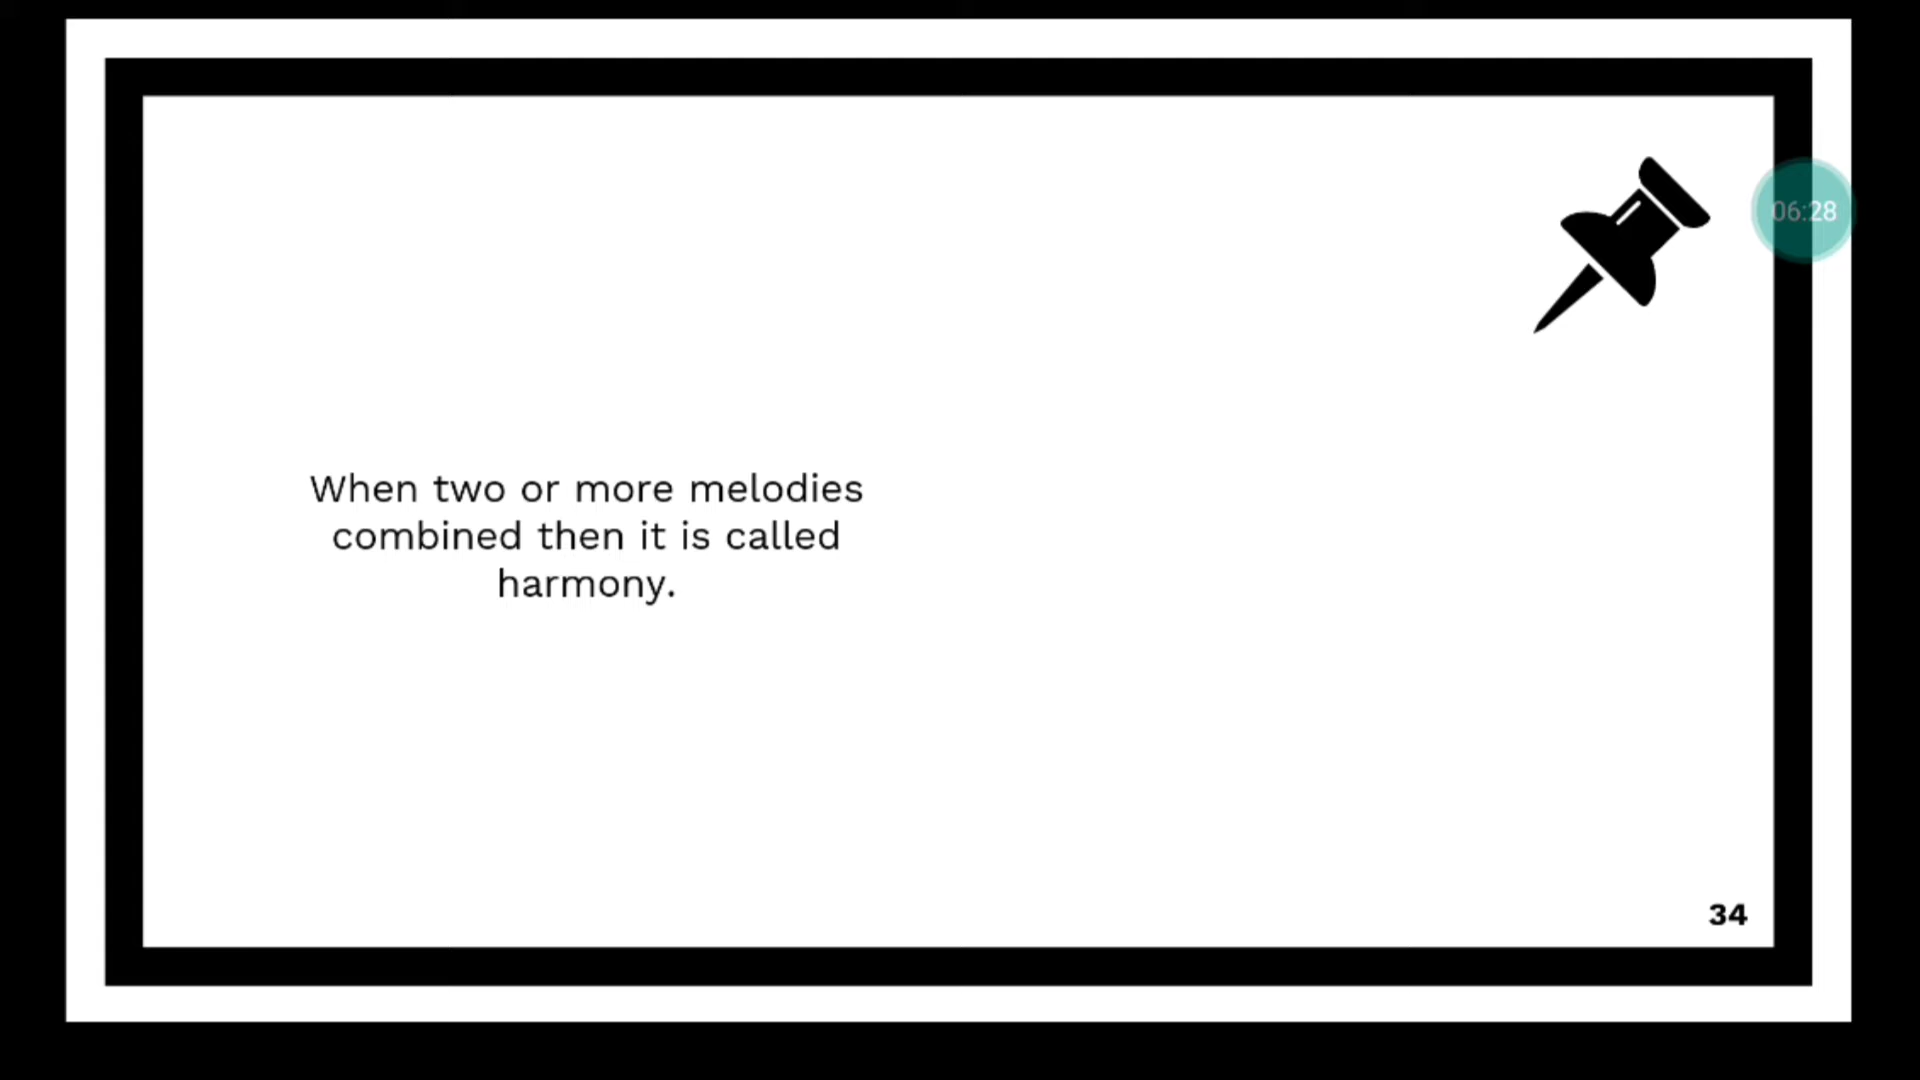 06:28
When two or more melodies
combined then it is called
harmony.
34